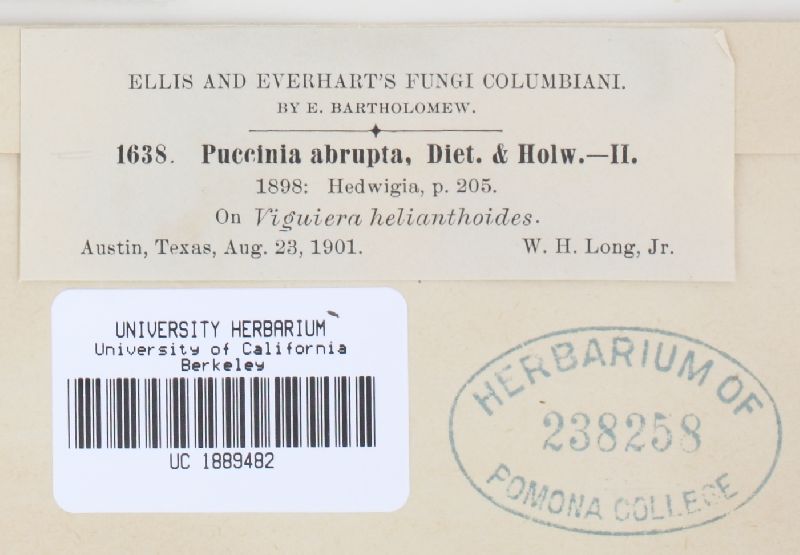 ELLIS AND EVERHART'S FUNGI COLUMBIANI.
BY E. BARTHOLOMEW.
1638. Puccinia abrupta, Diet. & Holw.—II.
1898: Hedwigia, p. 205.
On Viguiera helianthoides.
Austin, Texas, Aug. 23, 1901. W. H. Long, Jr.
UNIVERSITY HERBARIUM
University of California
Berkeley
UC 1889482
HERBARIUM OF
238258
POMONA COLLEGE